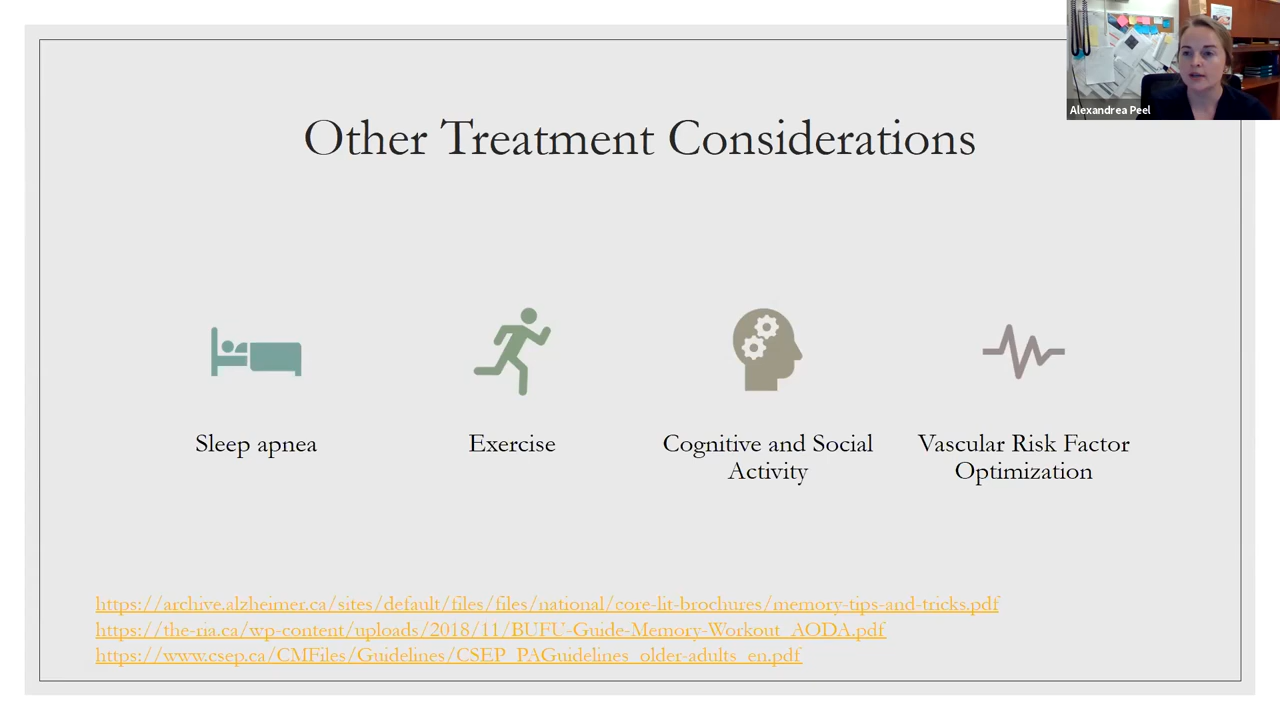 Alexandrea Peel
Other Treatment Considerations
Sleep apnea
Exercise
Cognitive and Social
Activity
Vascular Risk Factor
Optimization
https://archive.alzheimer.ca/sites/default/files/files/national/core-lit-brochures/memory-tips-and-tricks.pdf
https://the-ria.ca/wp-content/uploads/2018/11/BUFU-Guide-Memory-Workout_AODA.pdf
https://www.csep.ca/CMFiles/Guidelines/CSEP_PAGuidelines_older-adults_en.pdf